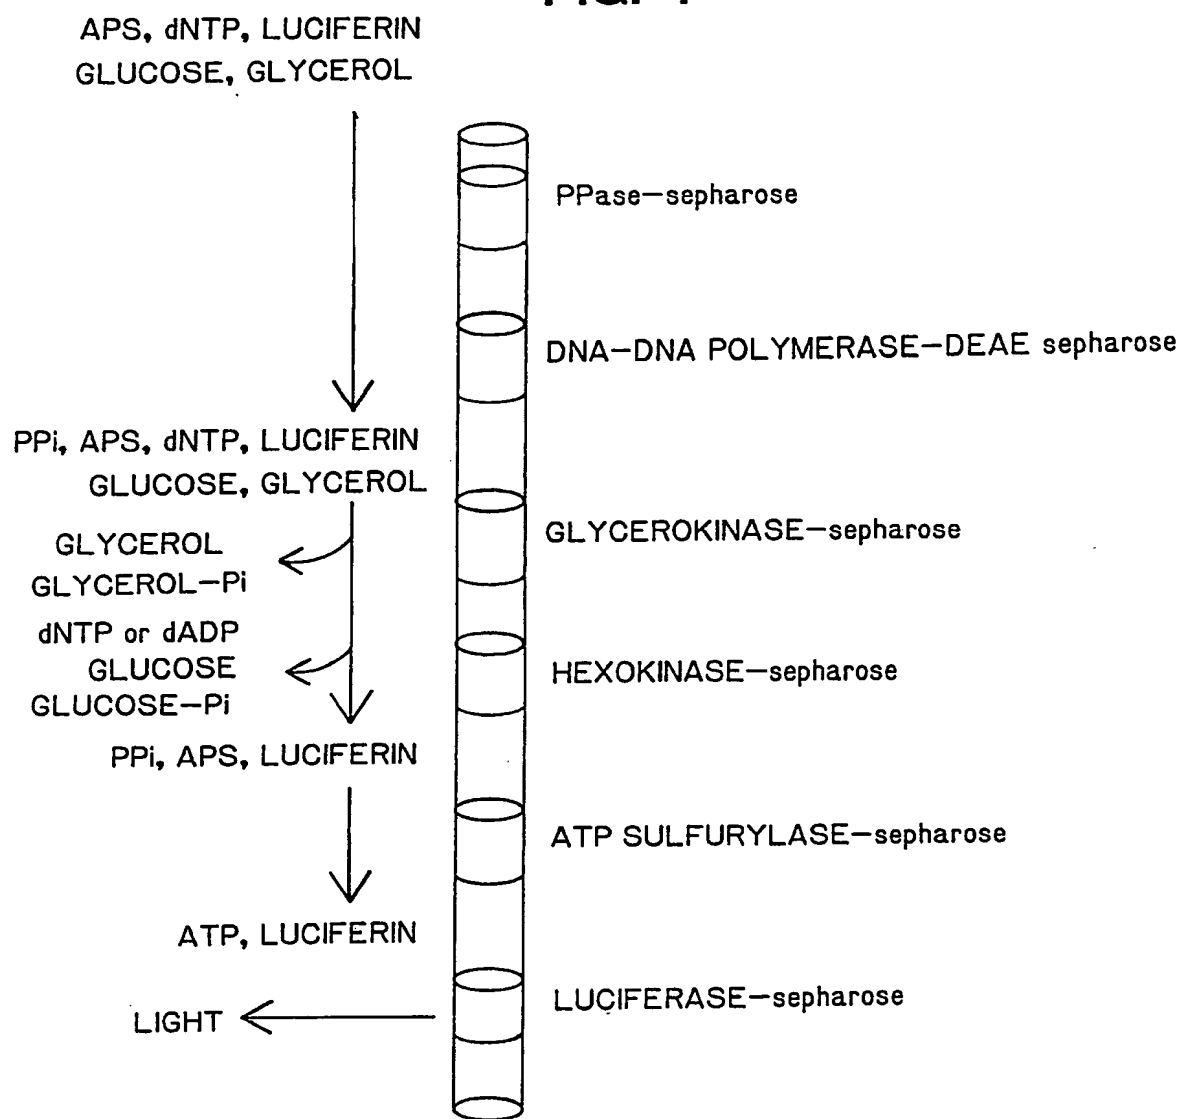 APS, dNTP, LUCIFERIN
GLUCOSE, GLYCEROL
PPase—sepharose
DNA—DNA POLYMERASE—DEAE sepharose
PPi, APS, dNTP, LUCIFERIN
GLUCOSE, GLYCEROL
GLYCEROKINASE—sepharose
GLYCEROL
GLYCEROL—Pi
dNTP or dADP
GLUCOSE
GLUCOSE—Pi
HEXOKINASE—sepharose
PPi, APS, LUCIFERIN
ATP SULFURYLASE—sepharose
ATP, LUCIFERIN
LUCIFERASE—sepharose
LIGHT